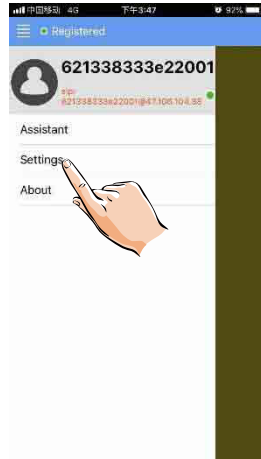 中国移动 4G 下午3:47 92%
Registered
621338333e22001
sip:
621338333e22001@47.106.104.55
Assistant
Settings
About